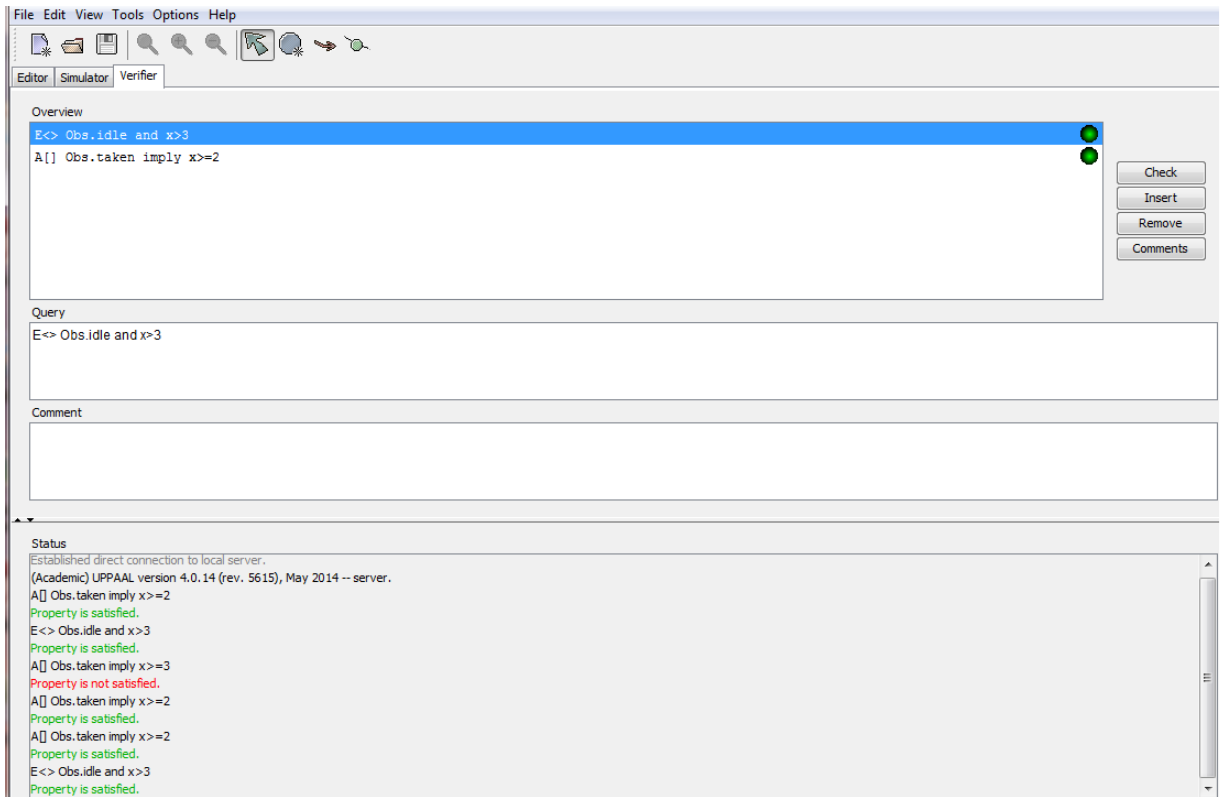 File Edit View Tools Options Help
Editor Simulator Verifier
Overview
E<> Obs.idle and x>3
A[] Obs.taken imply x>=2
Check
Insert
Remove
Comments
Query
E<> Obs.idle and x>3
Comment
Status
Established direct connection to local server.
(Academic) UPPAAL version 4.0.14 (rev. 5615), May 2014 -- server.
A[] Obs.taken imply x>=2
Property is satisfied.
E<> Obs.idle and x>3
Property is satisfied.
A[] Obs.taken imply x>=3
Property is not satisfied.
A[] Obs.taken imply x>=2
Property is satisfied.
A[] Obs.taken imply x>=2
Property is satisfied.
E<> Obs.idle and x>3
Property is satisfied.